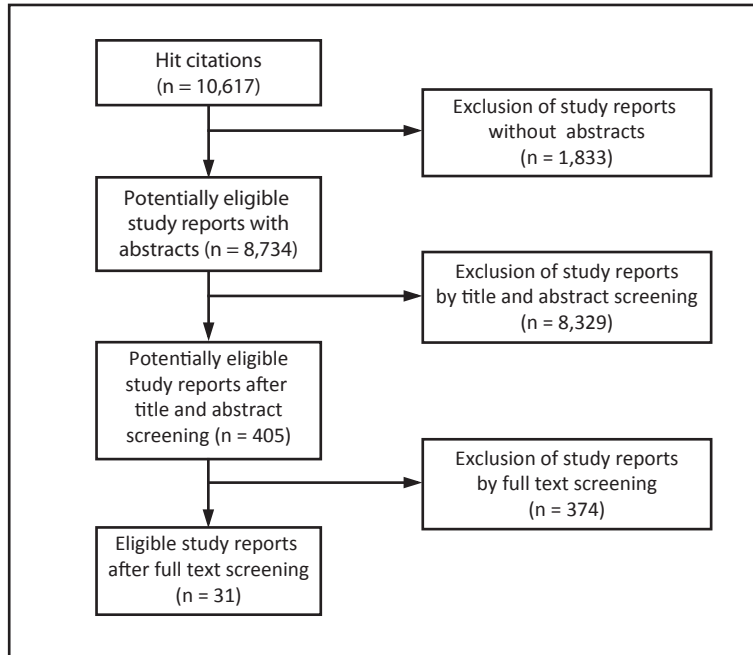 Hit citations
(n = 10,617)
Exclusion of study reports
without abstracts
(n = 1,833)
Potentially eligible
study reports with
abstracts (n = 8,734)
Exclusion of study reports
by title and abstract screening
(n = 8,329)
Potentially eligible
study reports after
title and abstract
screening (n = 405)
Exclusion of study reports
by full text screening
(n = 374)
Eligible study reports
after full text screening
(n = 31)